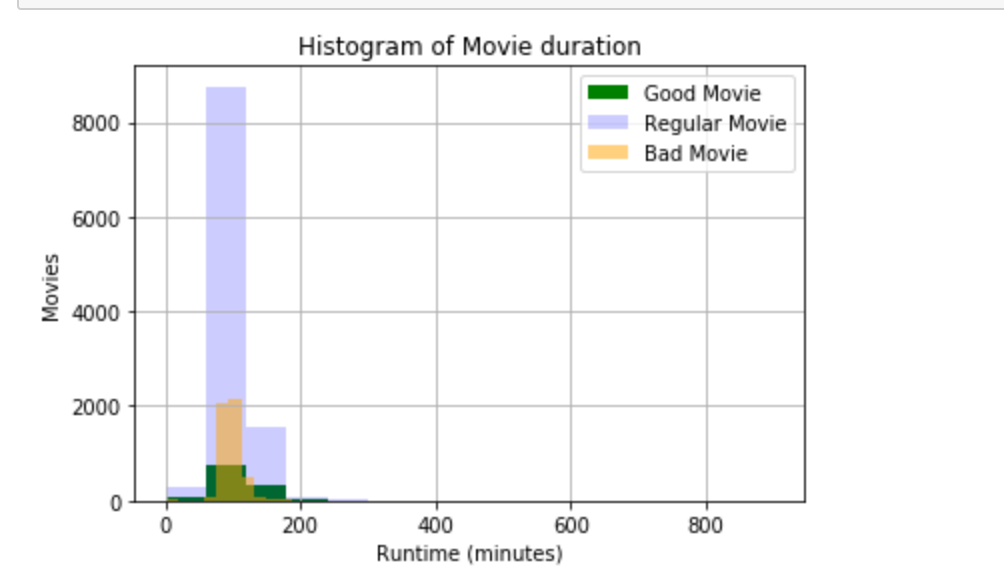 Histogram of Movie duration
Good Movie
Regular Movie
Bad Movie
8000
6000
4000
2000
0
Movies
0 200 400 600 800
Runtime (minutes)